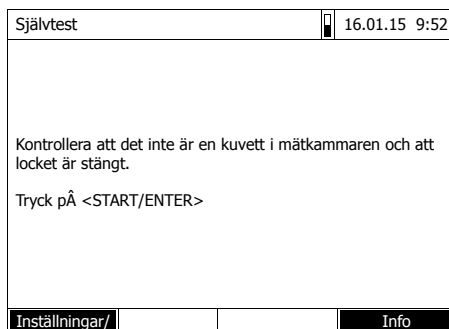 Självtest 16.01.15 9:52
Kontrollera att det inte är en kuvett i mätkammaren och att
locket är stängt.
Tryck pÂ <START/ENTER>
Inställningar/ Info